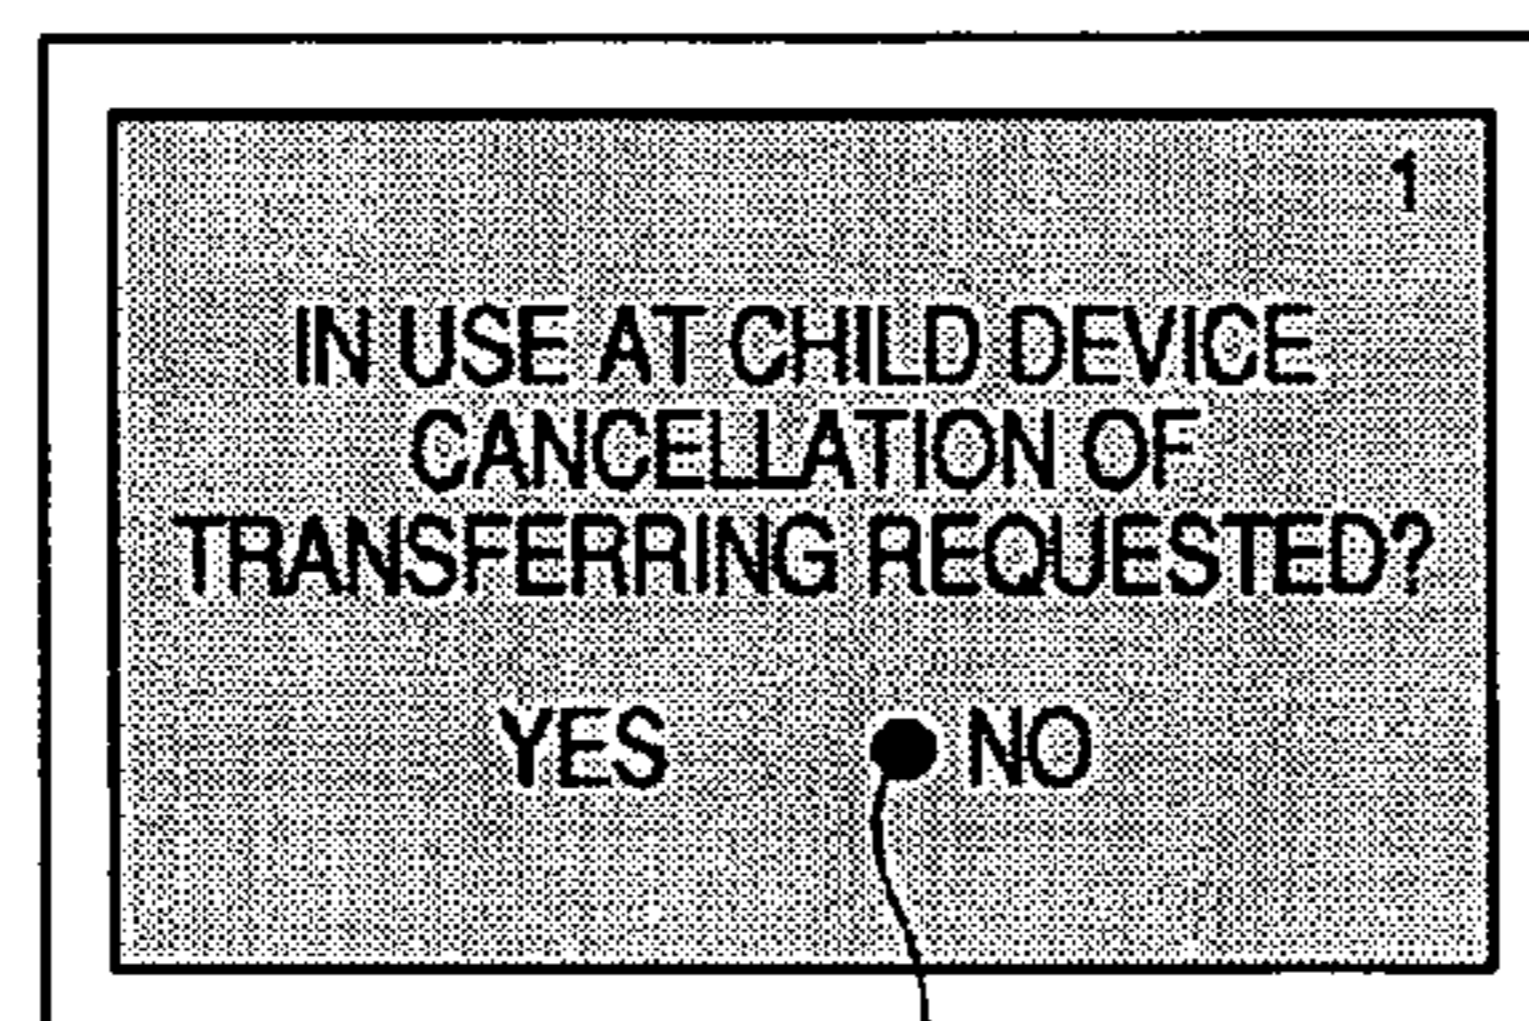 1
IN USE AT CHILD DEVICE
CANCELLATION OF
TRANSFERRING REQUESTED?
YES NO